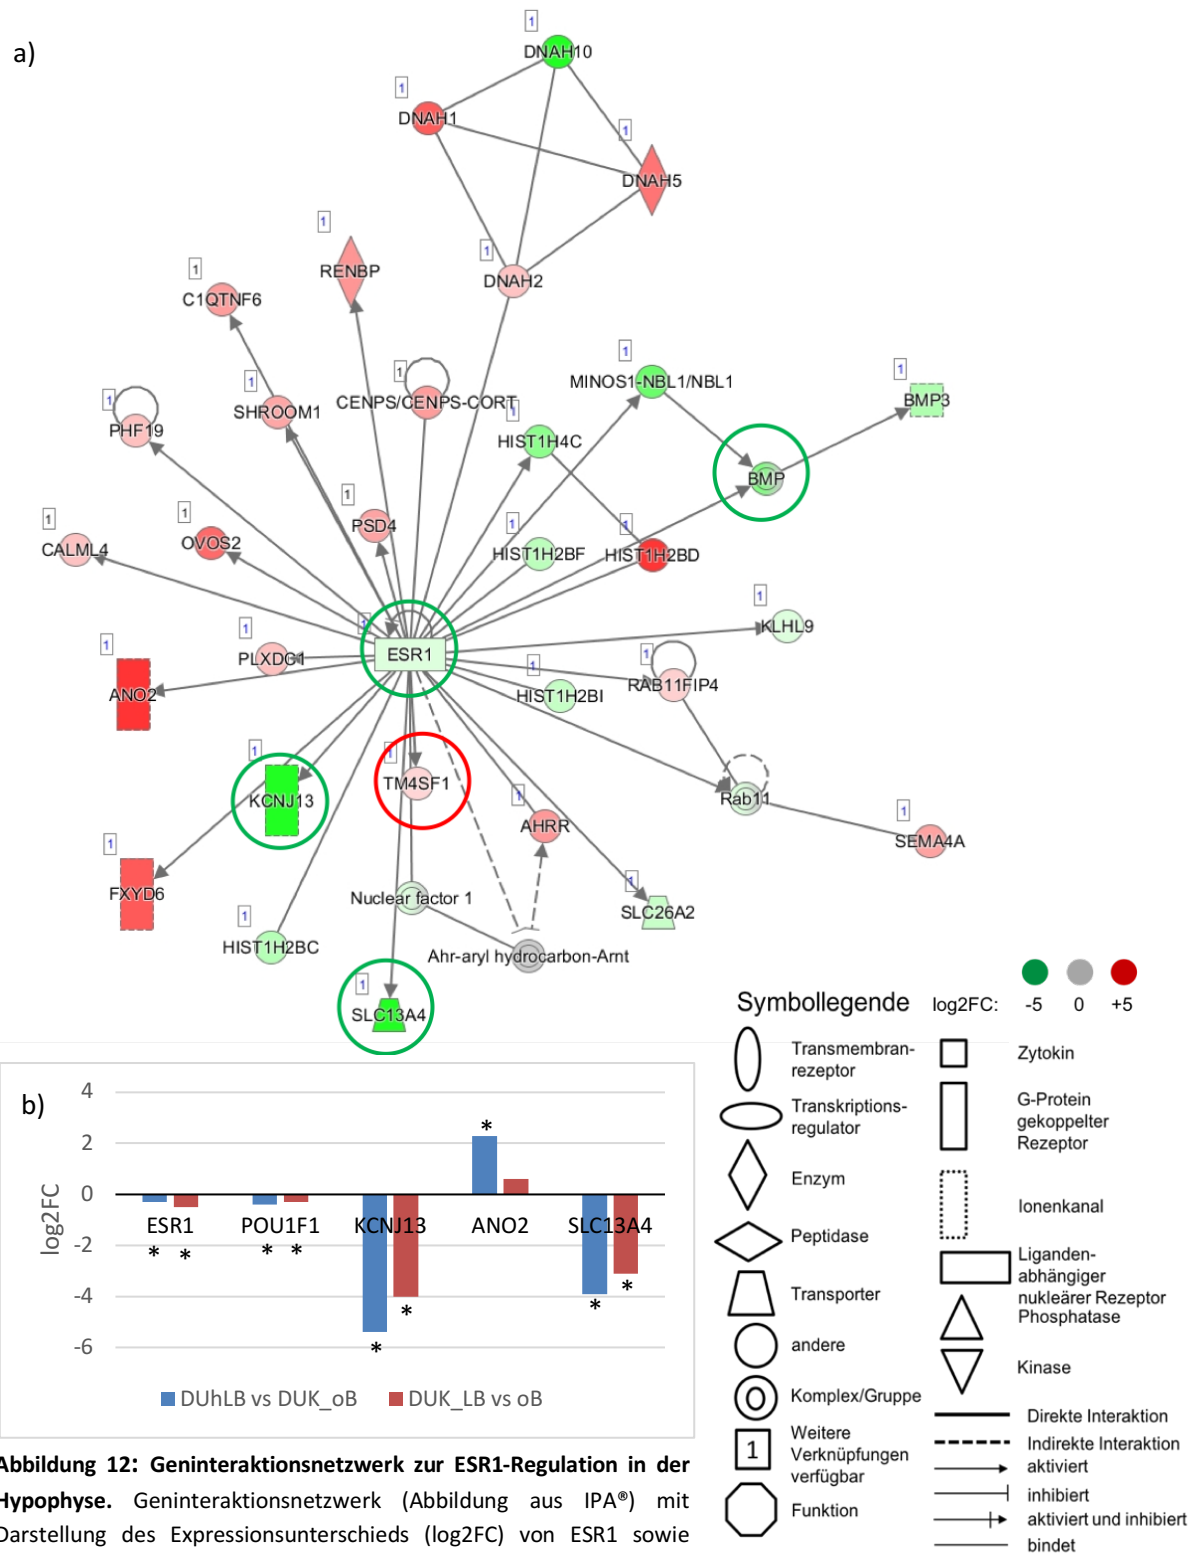 a)
1
DNAH10
1
DNAH1
1
DNAH5
1
RENBP
1
DNAH2
1
C1QTNF6
1
MINOS1-NBL1/NBL1
1
BMP3
1
SHROOM1
1
CENPS/CENPS-CORT
1
PHF19
1
HIST1H4C
BMP
1
PSD4
1
CALML4
1
OVOS2
1
HIST1H2BF
1
HIST1H2BD
1
ESR1
1
KLHL9
1
PLXDC1
1
ANO2
1
HIST1H2BI
1
RAB11FIP4
1
KCNJ13
1
TM4SF1
1
AHRR
Rab11
1
SEMA4A
1
FXYD6
Nuclear factor 1
1
SLC26A2
1
HIST1H2BC
Ahr-aryl hydrocarbon-Arnt
1
SLC13A4
Symbollegende
log2FC: -5 0 +5
Transmembran-
rezeptor
Transkriptions-
regulator
Enzym
Peptidase
Transporter
andere
Komplex/Gruppe
1
Weitere
Verknüpfungen
verfügbar
Funktion
Zytokin
G-Protein
gekoppelter
Rezeptor
Ionenkanal
Liganden-
abhängiger
nukleärer Rezeptor
Phosphatase
Kinase
Direkte Interaktion
Indirekte Interaktion
aktiviert
inhibiert
aktiviert und inhibiert
bindet
b)
log2FC
4
2
0
-2
-4
-6
ESR1 POU1F1 KCNJ13 ANO2 SLC13A4
* * * * * * * * *
DUhLB vs DUK_oB DUK_LB vs oB
Abbildung 12: Geninteraktionsnetzwerk zur ESR1-Regulation in der
Hypophyse. Geninteraktionsnetzwerk (Abbildung aus IPA®) mit
Darstellung des Expressionsunterschieds (log2FC) von ESR1 sowie